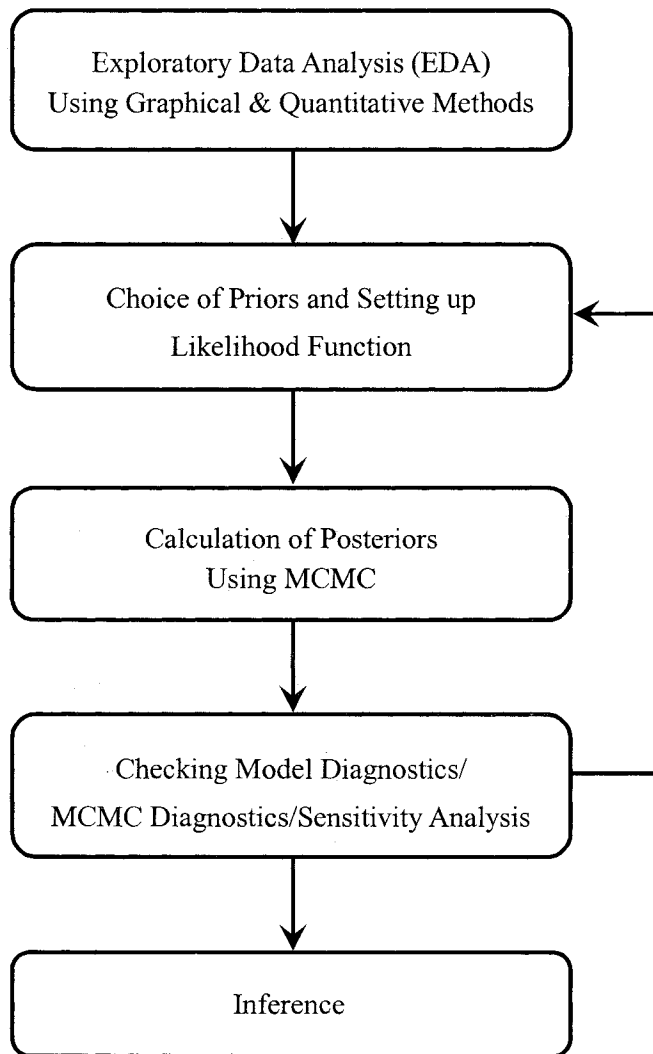 Exploratory Data Analysis (EDA)
Using Graphical & Quantitative Methods
Choice of Priors and Setting up
Likelihood Function
Calculation of Posteriors
Using MCMC
Checking Model Diagnostics/
MCMC Diagnostics/Sensitivity Analysis
Inference